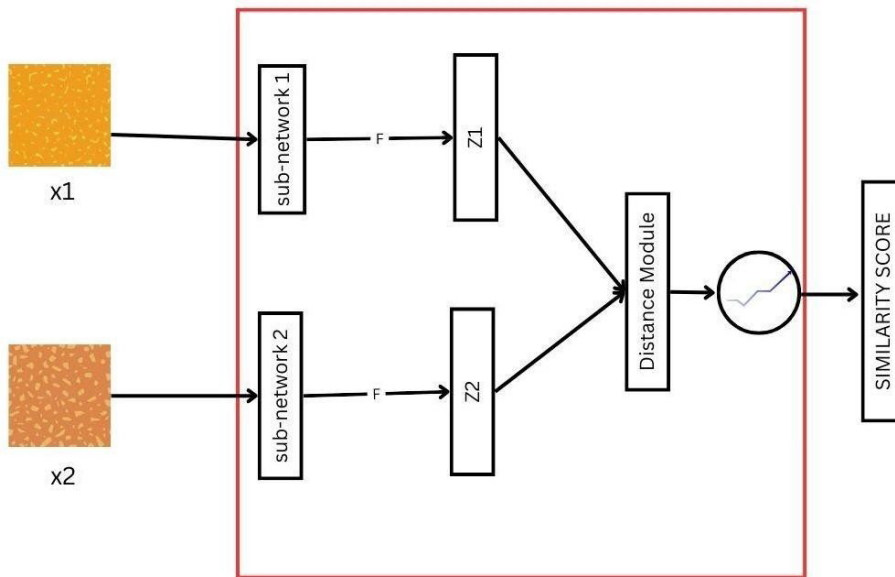 x1
sub-network 1
F
Z1
x2
sub-network 2
F
Z2
Distance Module
SIMILARITY SCORE